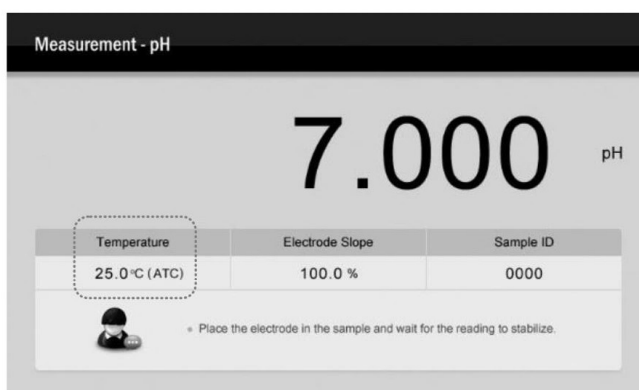 Measurement - pH
7.000 pH
Temperature Electrode Slope Sample ID
25.0°C (ATC) 100.0 % 0000
Place the electrode in the sample and wait for the reading to stabilize.